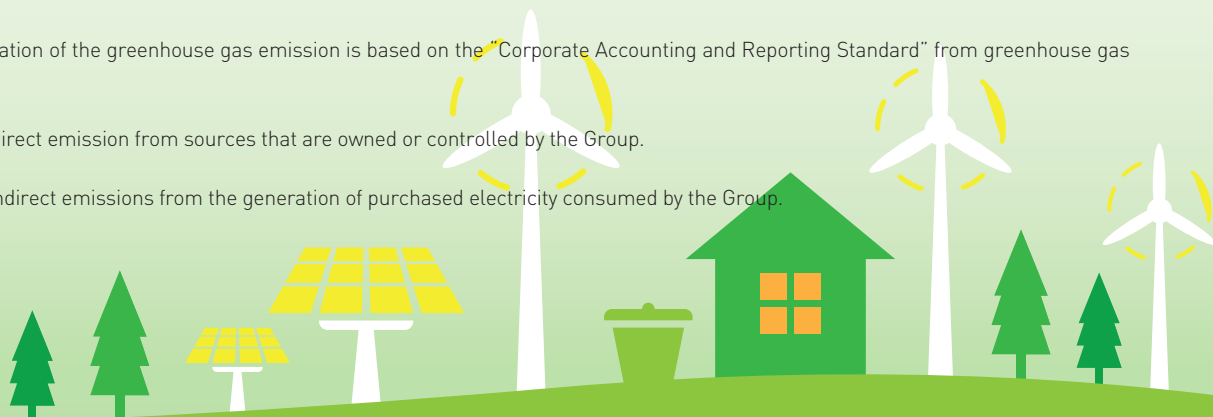 ation of the greenhouse gas emission is based on the “Corporate Accounting and Reporting Standard” from greenhouse gas
irect emission from sources that are owned or controlled by the Group.
ndirect emissions from the generation of purchased electricity consumed by the Group.